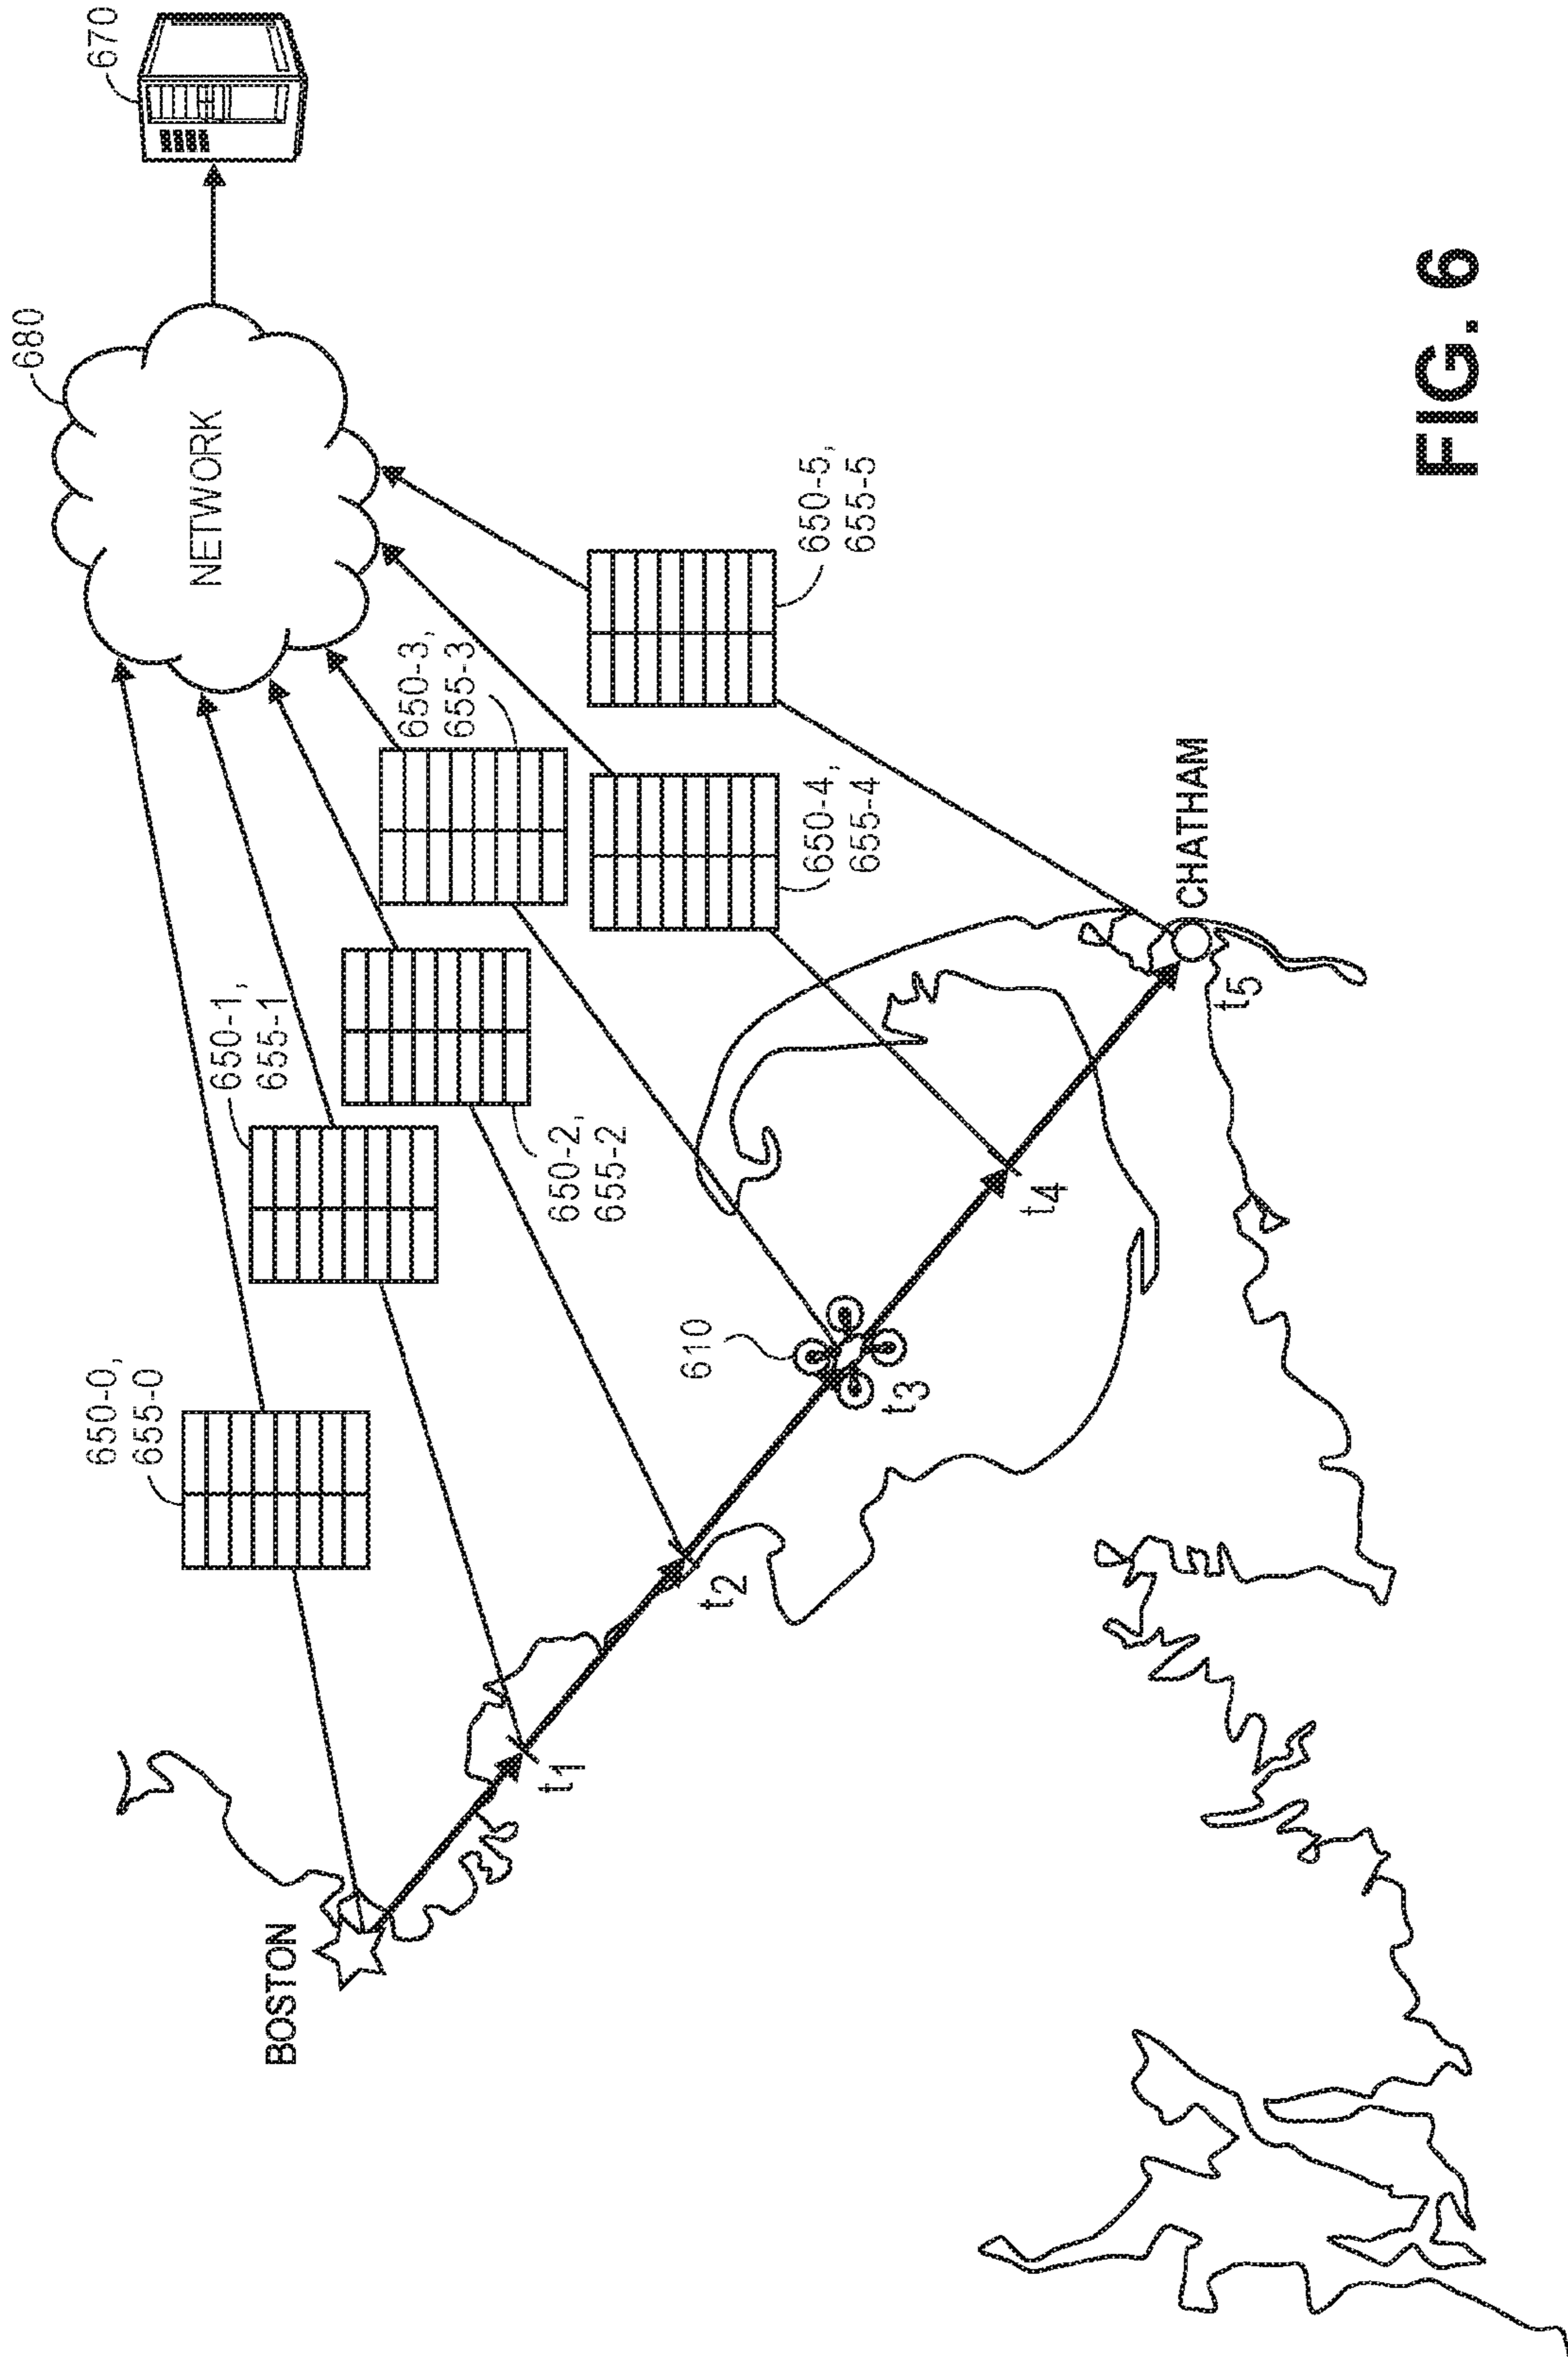 BOSTON
650-0,
655-0
650-1,
655-1
650-2,
655-2
650-3,
655-3
650-4,
655-4
650-5,
655-5
680
NETWORK
670
610
t1
t2
t3
t4
t5
CHATHAM
FIG. 6